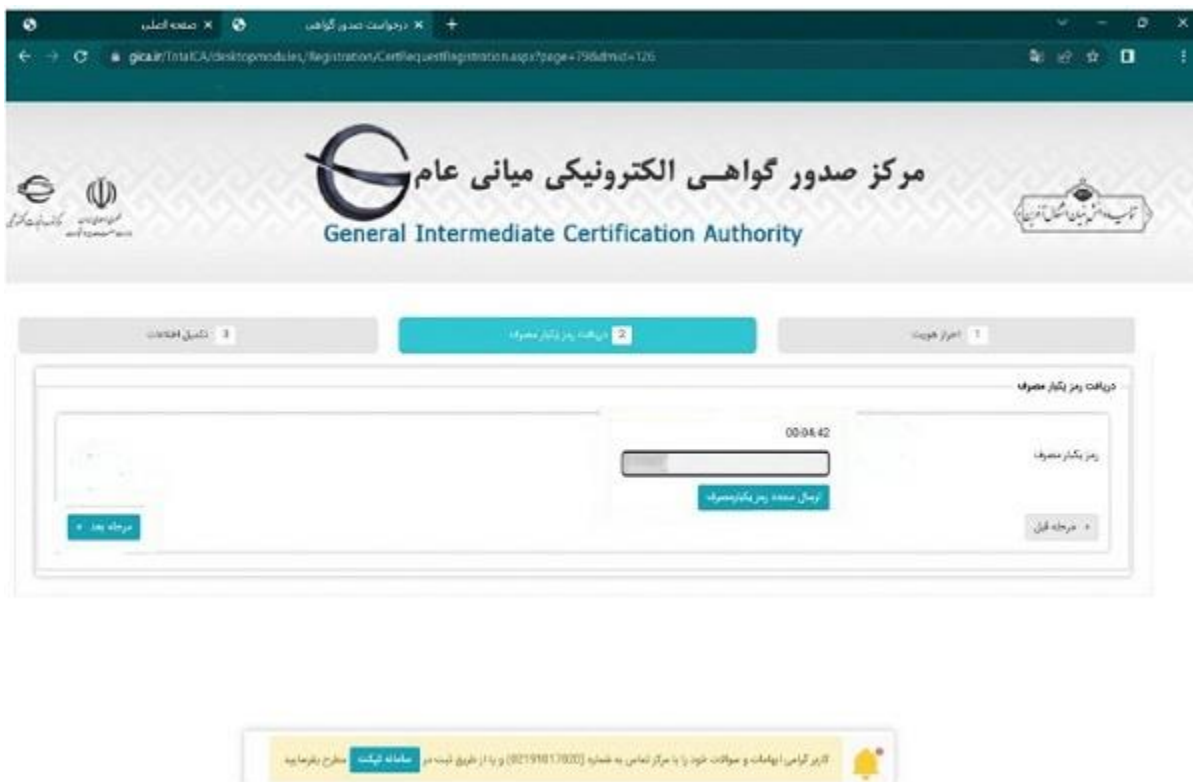 صفحه اصلی
درخواست صدور گواهی
gica.ir/TotalCA/desktopmodules/Registration/CertRequestRegistration.aspx?page=79&dmid=126
مرکز صدور گواهی الکترونیکی میانی عام
General Intermediate Certification Authority
1 احراز هویت
2 دریافت رمز یکبار مصرف
3 تکمیل اطلاعات
دریافت رمز یکبار مصرف
00:04:42
رمز یکبار مصرف
ارسال مجدد رمز یکبارمصرف
مرحله قبل
مرحله بعد
کاربر گرامی ابهامات و سوالات خود را با مرکز تماس به شماره و یا از طریق ثبت در سامانه تیکت مطرح بفرمایید